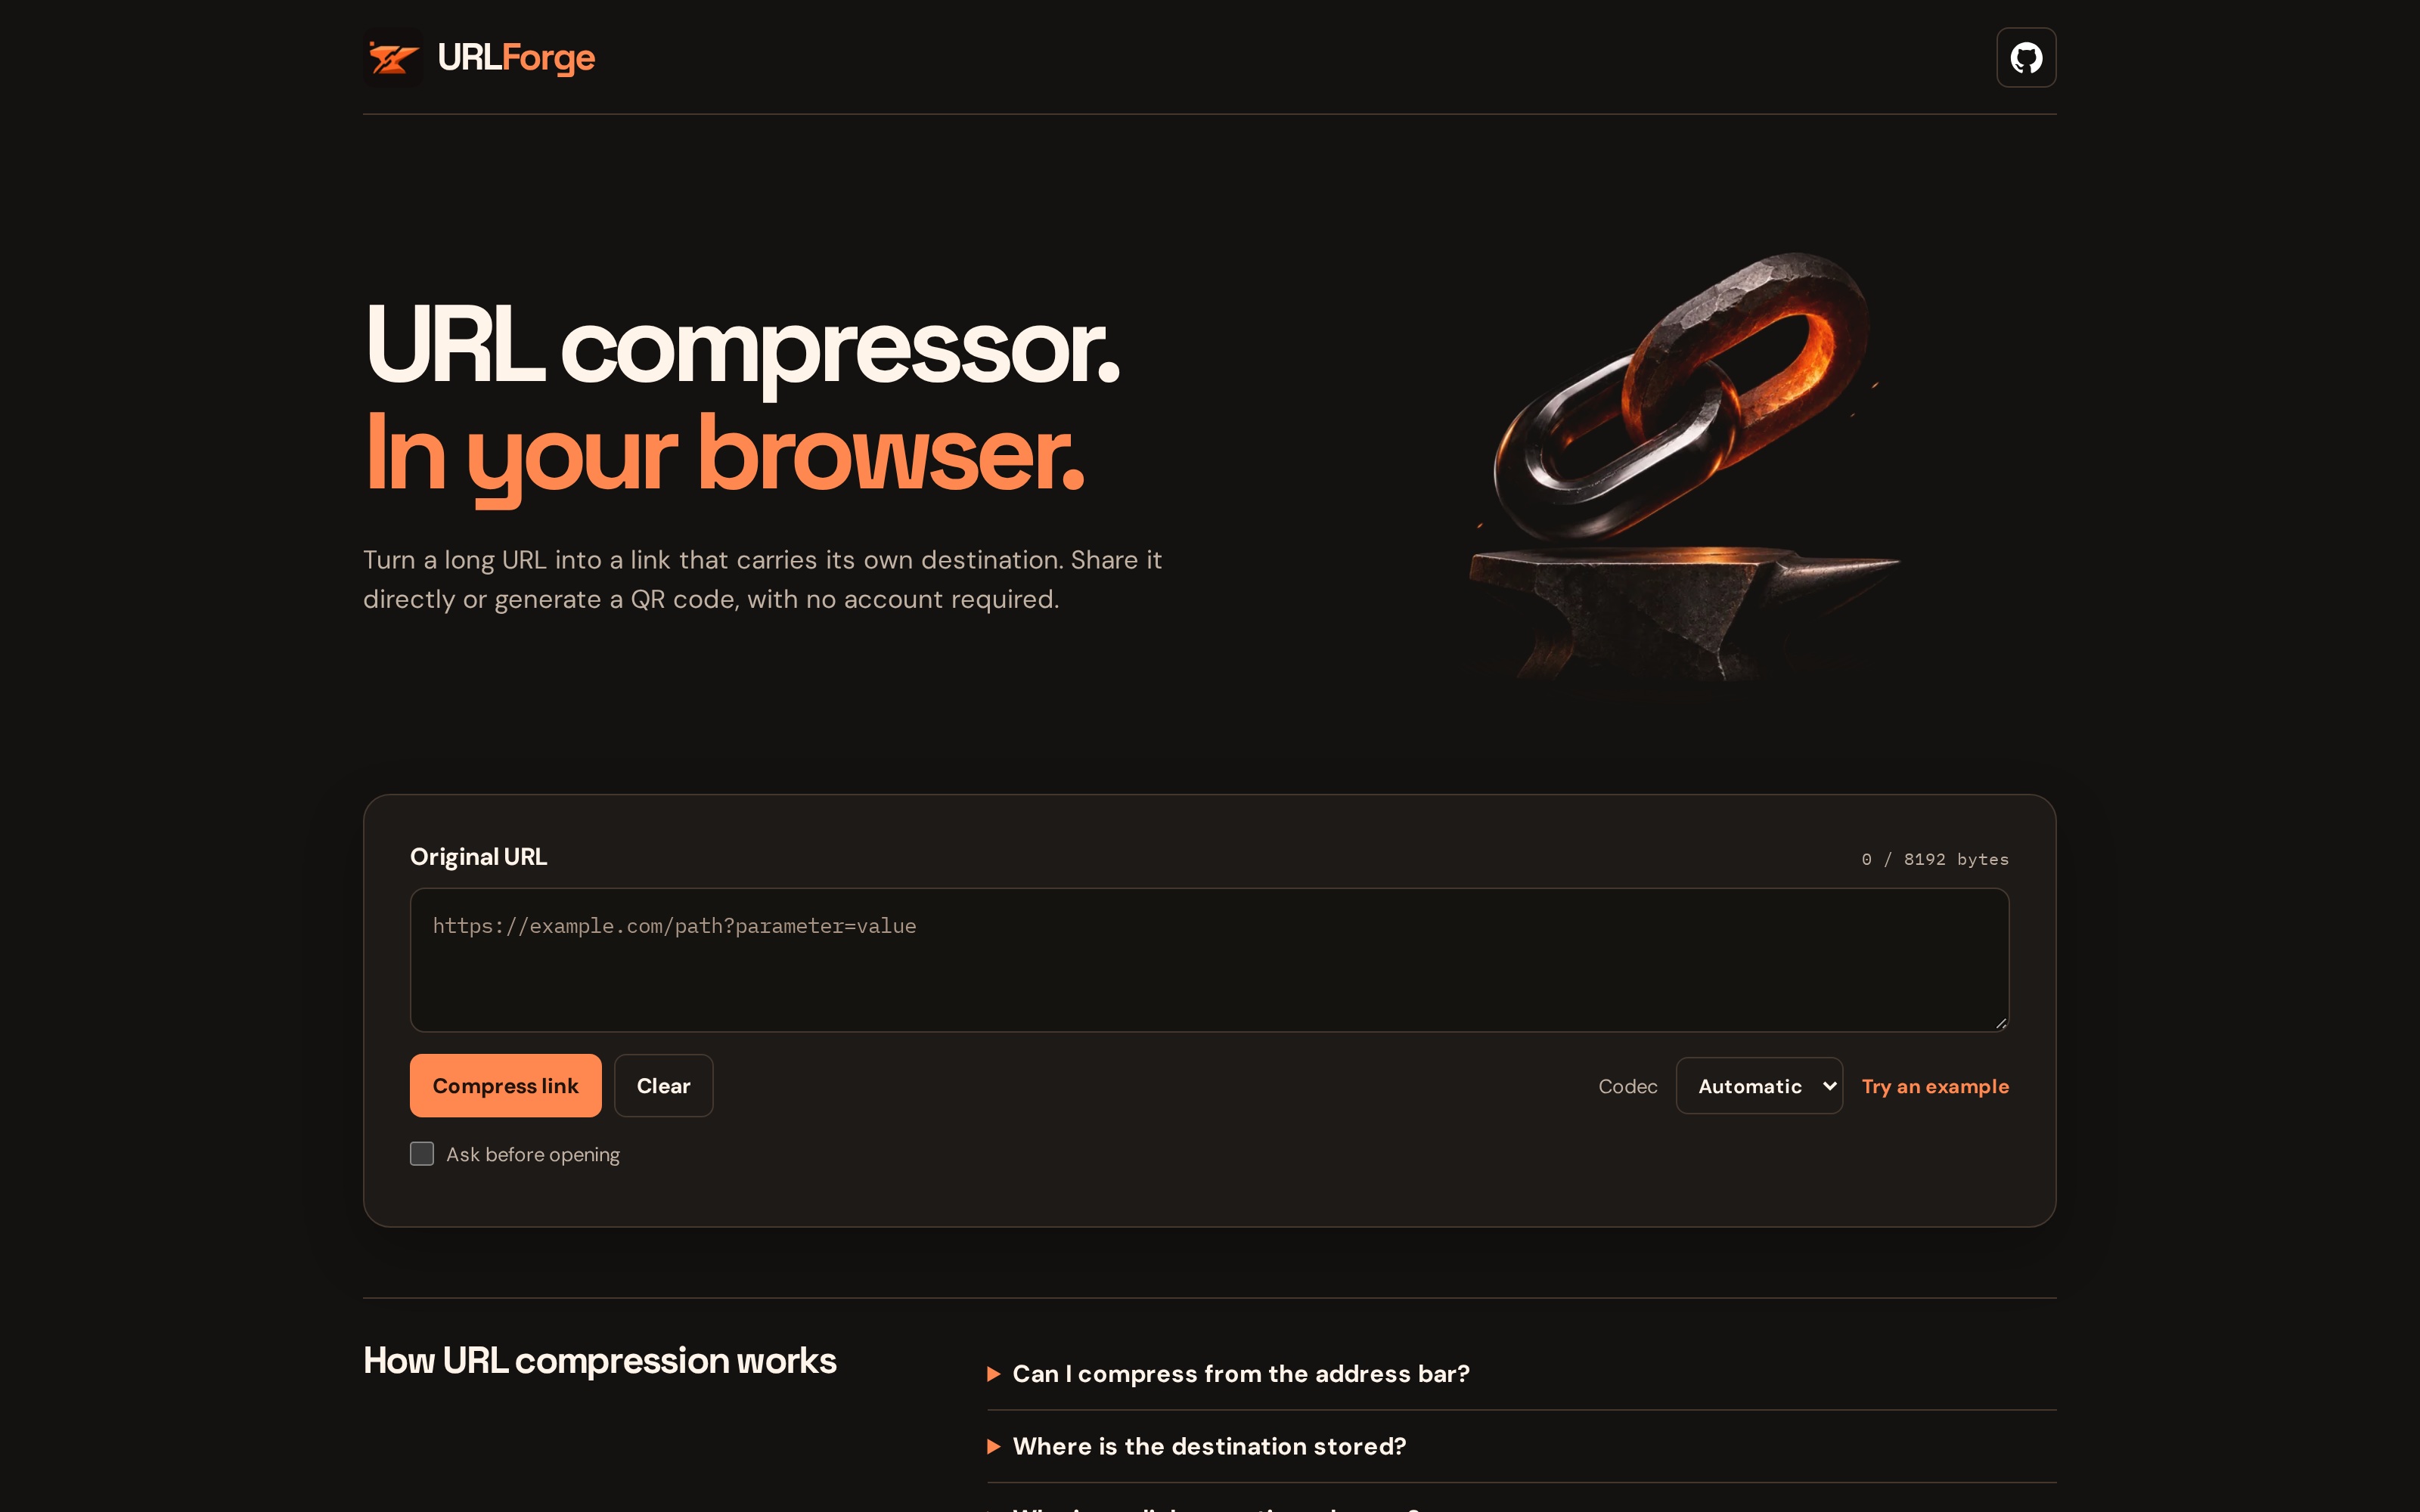 URLForge
URL compressor.
In your browser.
Turn a long URL into a link that carries its own destination. Share it
directly or generate a QR code, with no account required.
Original URL
0 / 8192 bytes
https://example.com/path?parameter=value
Compress link
Clear
Codec
Automatic
Try an example
Ask before opening
How URL compression works
Can I compress from the address bar?
Where is the destination stored?